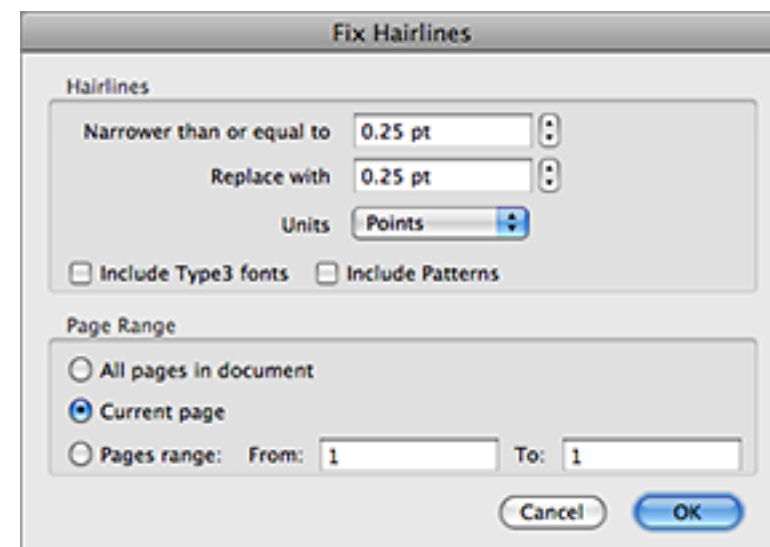 Fix Hairlines
Hairlines
Narrower than or equal to 0.25 pt
Replace with 0.25 pt
Units Points
Include Type3 fonts Include Patterns
Page Range
All pages in document
Current page
Pages range: From: 1 To: 1
Cancel OK